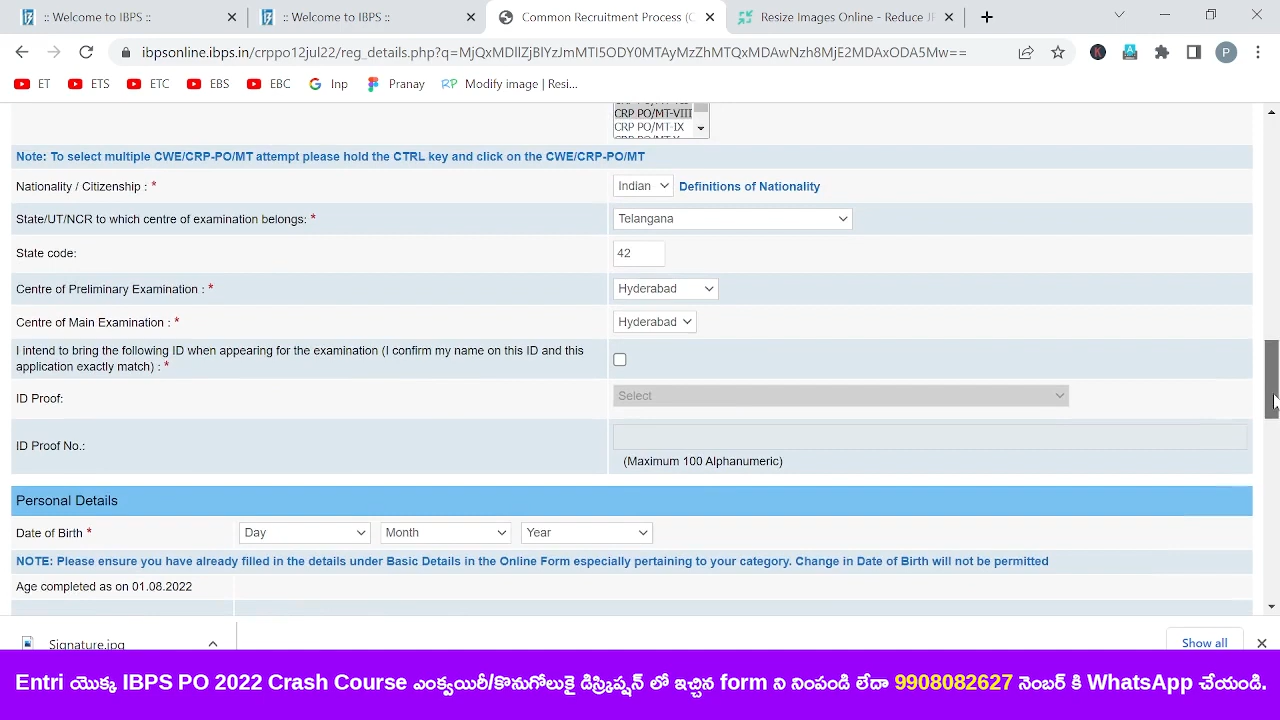 :: Welcome to IBPS ::
:: Welcome to IBPS ::
Common Recruitment Process (C
Resize Images Online - Reduce JP
ibpsonline.ibps.in/crppo12jul22/reg_details.php?q=MjQxMDllZjBlYzJmMTI5ODY0MTAyMzZhMTQxMDAwNzh8MjE2MDAxODA5Mw==
K
A
P
ET
ETS
ETC
EBS
EBC
Inp
Pranay
RP Modify image | Resi...
CRP PO/MT-VIII
CRP PO/MT-IX
Note: To select multiple CWE/CRP-PO/MT attempt please hold the CTRL key and click on the CWE/CRP-PO/MT
Nationality / Citizenship : * Indian Definitions of Nationality
State/UT/NCR to which centre of examination belongs: * Telangana
State code: 42
Centre of Preliminary Examination : * Hyderabad
Centre of Main Examination : * Hyderabad
I intend to bring the following ID when appearing for the examination (I confirm my name on this ID and this
application exactly match) : *
ID Proof: Select
ID Proof No.:
(Maximum 100 Alphanumeric)
Personal Details
Date of Birth * Day Month Year
NOTE: Please ensure you have already filled in the details under Basic Details in the Online Form especially pertaining to your category. Change in Date of Birth will not be permitted
Age completed as on 01.08.2022
Signature.jpg
Show all
Entri యొక్క IBPS PO 2022 Crash Course ఎంక్వయిరీ/కొనుగోలుకై డిస్క్రిప్షన్ లో ఇచ్చిన form ని నింపండి లేదా 9908082627 నెంబర్ కి WhatsApp చేయండి.